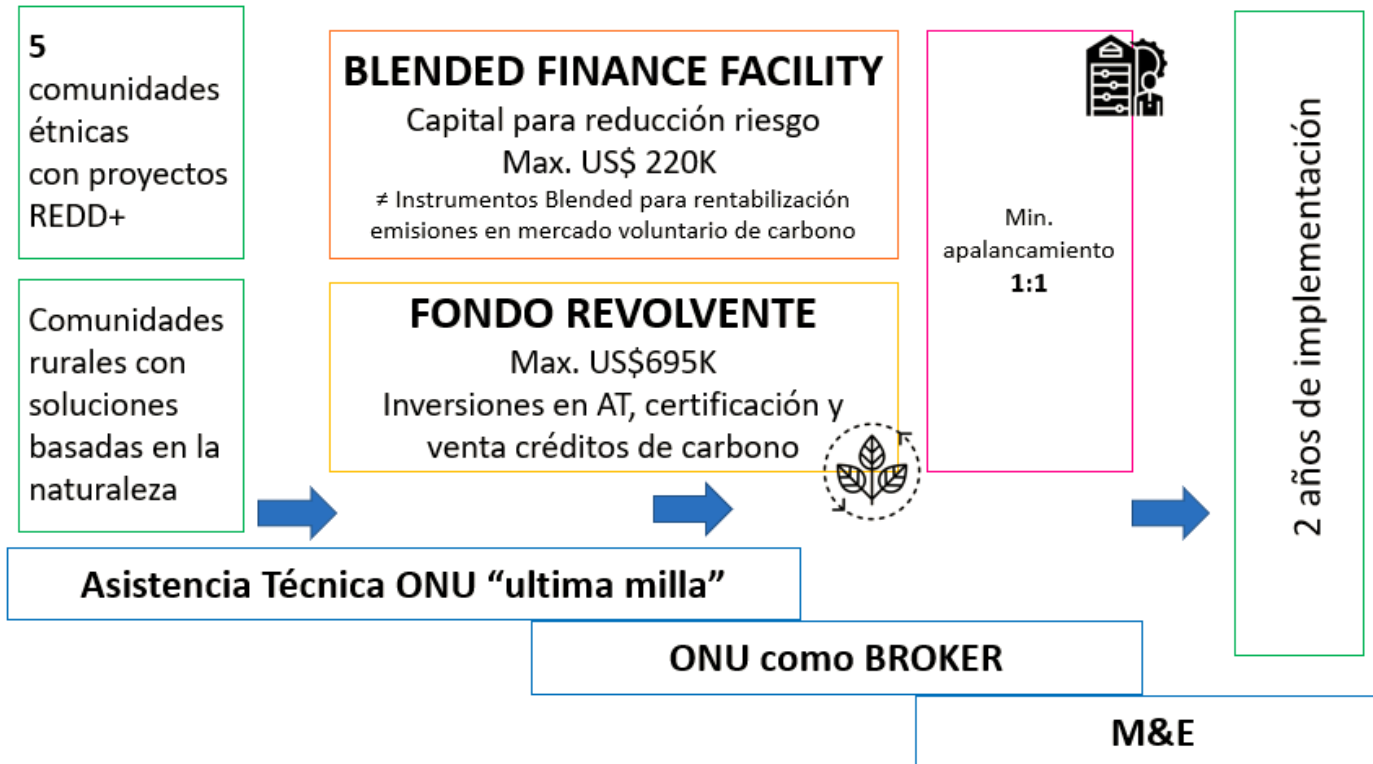 5
comunidades
étnicas
con proyectos
REDD+
Comunidades
rurales con
soluciones
basadas en la
naturaleza
BLENDED FINANCE FACILITY
Capital para reducción riesgo
Max. US$ 220K
≠ Instrumentos Blended para rentabilización
emisiones en mercado voluntario de carbono
FONDO REVOLVENTE
Max. US$695K
Inversiones en AT, certificación y
venta créditos de carbono
Min.
apalancamiento
1:1
2 años de implementación
Asistencia Técnica ONU “ultima milla”
ONU como BROKER
M&E